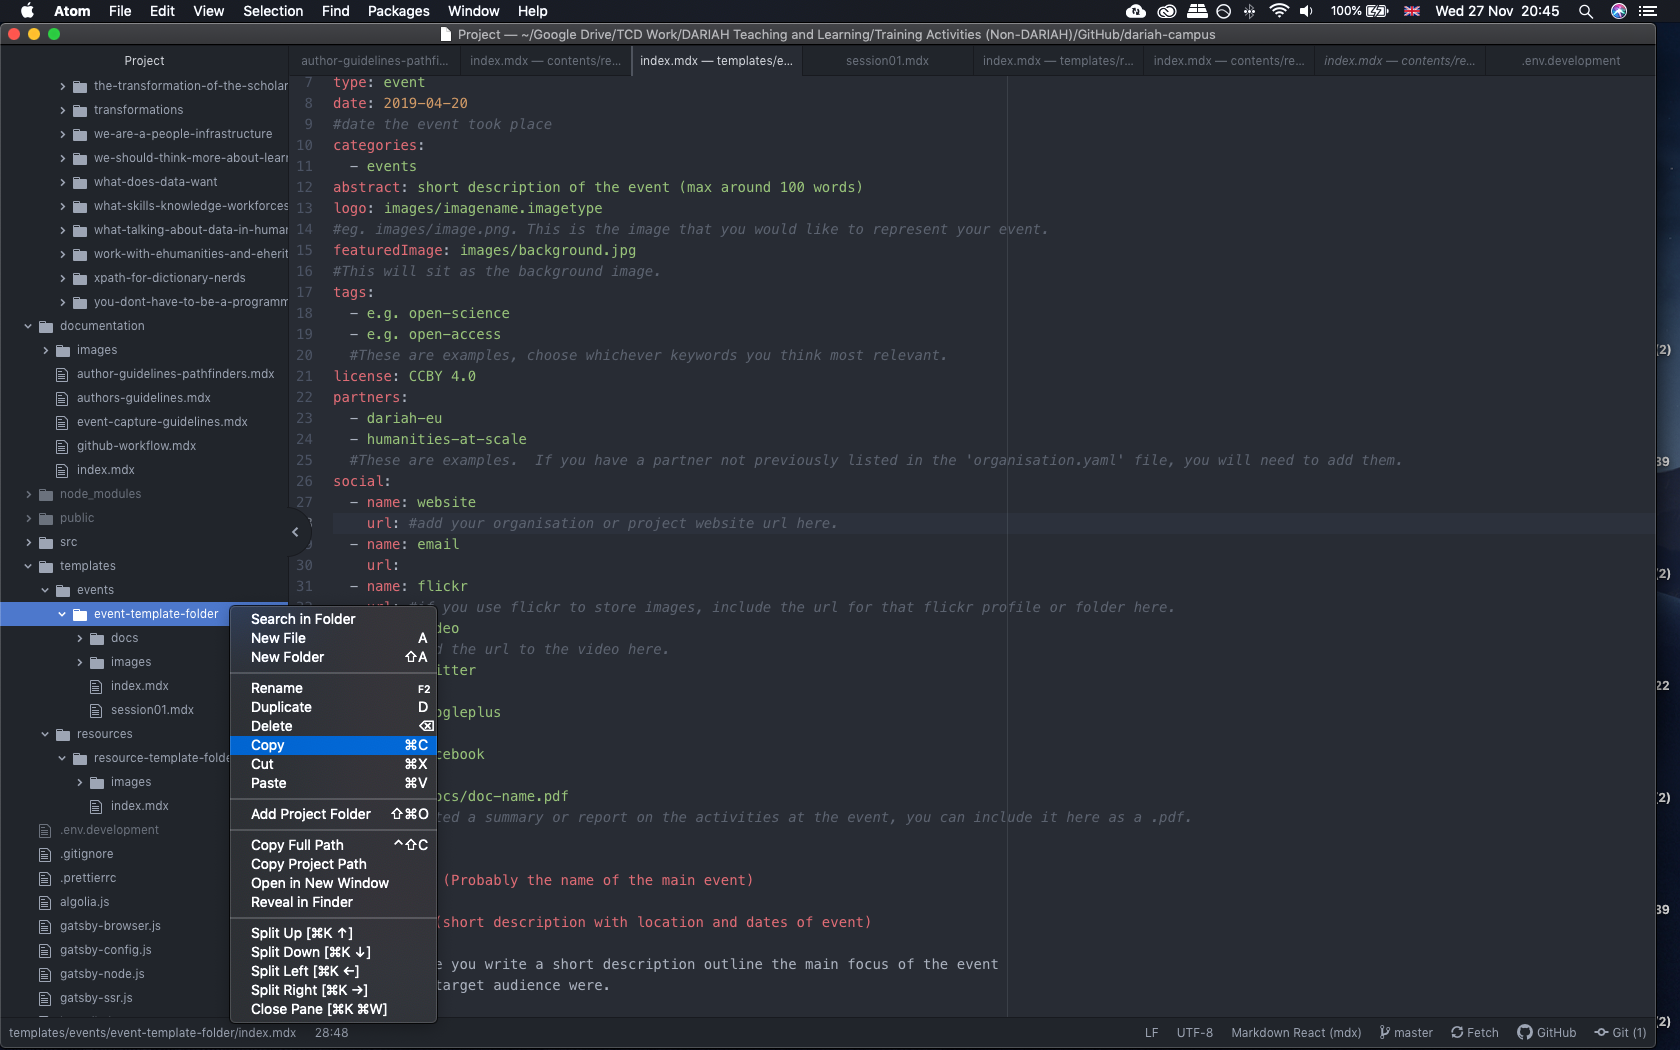 Atom File Edit View Selection Find Packages Window Help
100% Wed 27 Nov 20:45
Project — ~/Google Drive/TCD Work/DARIAH Teaching and Learning/Training Activities (Non-DARIAH)/GitHub/dariah-campus
Project
author-guidelines-pathfi...
index.mdx — contents/re...
index.mdx — templates/e...
session01.mdx
index.mdx — templates/r...
index.mdx — contents/re...
index.mdx — contents/re...
.env.development
the-transformation-of-the-scholar
transformations
we-are-a-people-infrastructure
we-should-think-more-about-learn
what-does-data-want
what-skills-knowledge-workforces
what-talking-about-data-in-human
work-with-ehumanities-and-eherit
xpath-for-dictionary-nerds
you-dont-have-to-be-a-programm
documentation
images
author-guidelines-pathfinders.mdx
authors-guidelines.mdx
event-capture-guidelines.mdx
github-workflow.mdx
index.mdx
node_modules
public
src
templates
events
event-template-folder
docs
images
index.mdx
session01.mdx
resources
resource-template-folde
images
index.mdx
.env.development
.gitignore
.prettierrc
algolia.js
gatsby-browser.js
gatsby-config.js
gatsby-node.js
gatsby-ssr.js
7 type: event
8 date: 2019-04-20
9 #date the event took place
10 categories:
11 - events
12 abstract: short description of the event (max around 100 words)
13 logo: images/imagename.imagetype
14 #eg. images/image.png. This is the image that you would like to represent your event.
15 featuredImage: images/background.jpg
16 #This will sit as the background image.
17 tags:
18 - e.g. open-science
19 - e.g. open-access
20 #These are examples, choose whichever keywords you think most relevant.
21 license: CCBY 4.0
22 partners:
23 - dariah-eu
24 - humanities-at-scale
25 #These are examples.  If you have a partner not previously listed in the 'organisation.yaml' file, you will need to add them.
26 social:
27 - name: website
url: #add your organisation or project website url here.
- name: email
30 url:
31 - name: flickr
#if you use flickr to store images, include the url for that flickr profile or folder here.
deo
d the url to the video here.
itter
ogleplus
cebook
ocs/doc-name.pdf
ted a summary or report on the activities at the event, you can include it here as a .pdf.
(Probably the name of the main event)
(short description with location and dates of event)
e you write a short description outline the main focus of the event
target audience were.
Search in Folder
New File A
New Folder ⇧A
Rename F2
Duplicate D
Delete ⌫
Copy ⌘C
Cut ⌘X
Paste ⌘V
Add Project Folder ⇧⌘O
Copy Full Path ^⇧C
Copy Project Path
Open in New Window
Reveal in Finder
Split Up [⌘K ↑]
Split Down [⌘K ↓]
Split Left [⌘K ←]
Split Right [⌘K →]
Close Pane [⌘K ⌘W]
(2)
39
(2)
22
(2)
39
(2)
templates/events/event-template-folder/index.mdx 28:48
LF UTF-8 Markdown React (mdx) master Fetch GitHub Git (1)